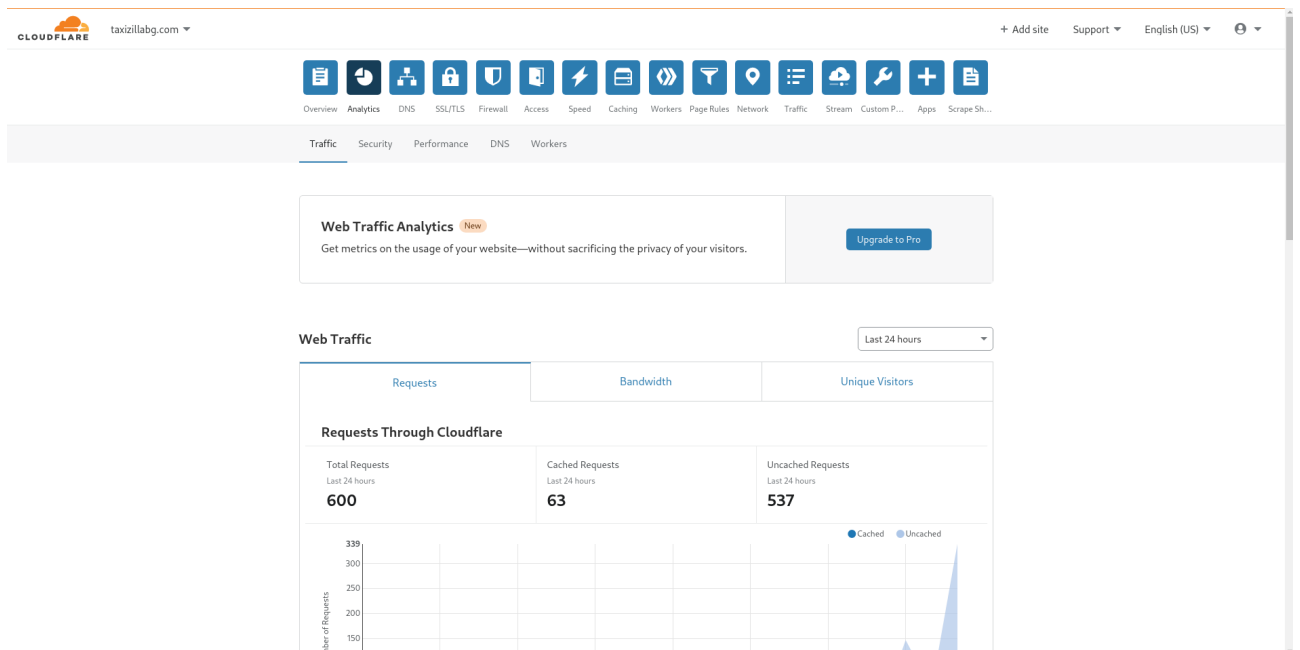 CLOUDFLARE
taxizillabg.com
+ Add site Support English (US)
Overview Analytics DNS SSL/TLS Firewall Access Speed Caching Workers Page Rules Network Traffic Stream Custom P... Apps Scrape Sh...
Traffic Security Performance DNS Workers
Web Traffic Analytics New
Get metrics on the usage of your website—without sacrificing the privacy of your visitors.
Upgrade to Pro
Web Traffic
Last 24 hours
Requests Bandwidth Unique Visitors
Requests Through Cloudflare
Total Requests Cached Requests Uncached Requests
Last 24 hours Last 24 hours Last 24 hours
600 63 537
Cached Uncached
339
300
250
200
150
of Requests